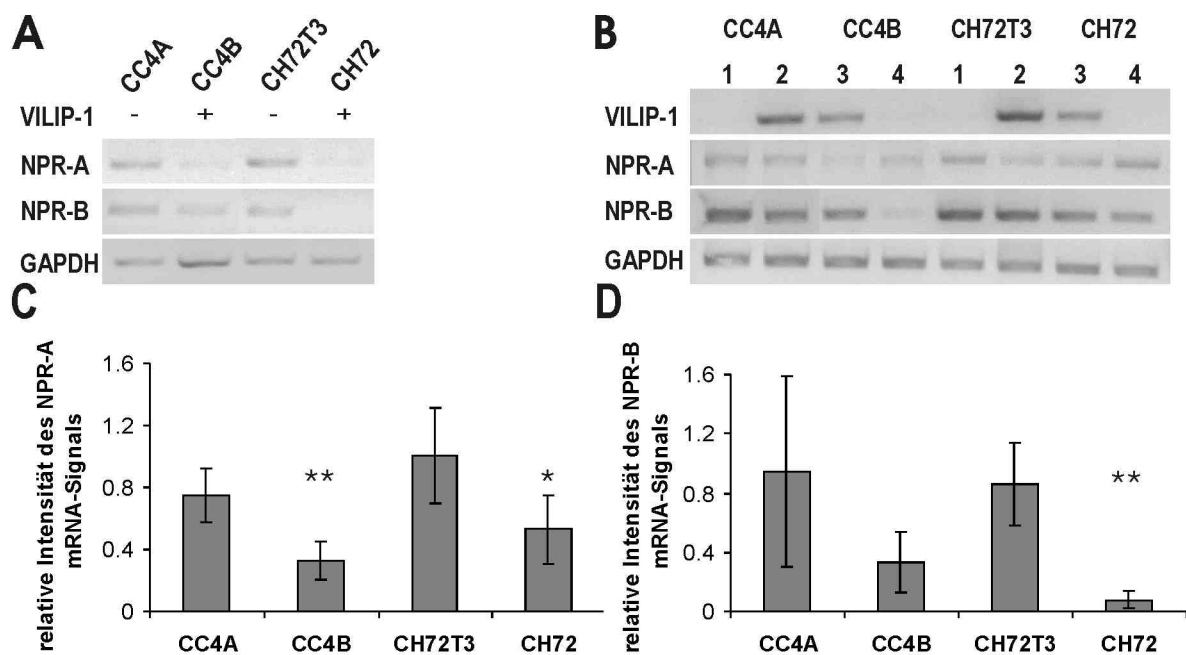 A
CC4A CC4B CH72T3 CH72
VILIP-1 - + - +
NPR-A
NPR-B
GAPDH
B
CC4A CC4B CH72T3 CH72
1 2 3 4 1 2 3 4
VILIP-1
NPR-A
NPR-B
GAPDH
C
relative Intensität des NPR-A
mRNA-Signals
1.6
1.2
0.8
0.4
0
** *
CC4A CC4B CH72T3 CH72
D
relative Intensität des NPR-B
mRNA-Signals
1.6
1.2
0.8
0.4
0
**
CC4A CC4B CH72T3 CH72